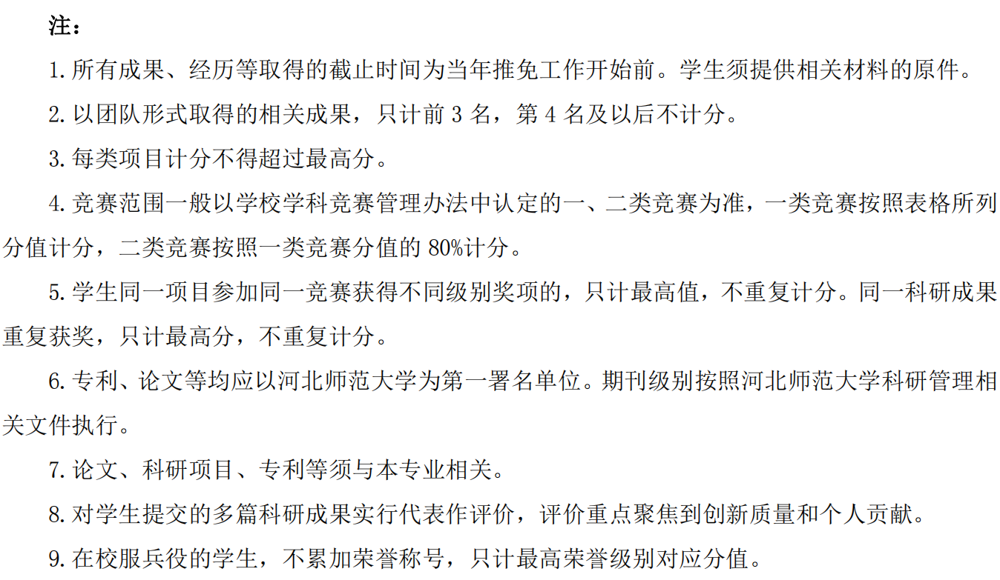 注：
1.所有成果、经历等取得的截止时间为当年推免工作开始前。学生须提供相关材料的原件。
2.以团队形式取得的相关成果，只计前 3 名，第 4 名及以后不计分。
3.每类项目计分不得超过最高分。
4.竞赛范围一般以学校学科竞赛管理办法中认定的一、二类竞赛为准，一类竞赛按照表格所列
分值计分，二类竞赛按照一类竞赛分值的 80%计分。
5.学生同一项目参加同一竞赛获得不同级别奖项的，只计最高值，不重复计分。同一科研成果
重复获奖，只计最高分，不重复计分。
6.专利、论文等均应以河北师范大学为第一署名单位。期刊级别按照河北师范大学科研管理相
关文件执行。
7.论文、科研项目、专利等须与本专业相关。
8.对学生提交的多篇科研成果实行代表作评价，评价重点聚焦到创新质量和个人贡献。
9.在校服兵役的学生，不累加荣誉称号，只计最高荣誉级别对应分值。